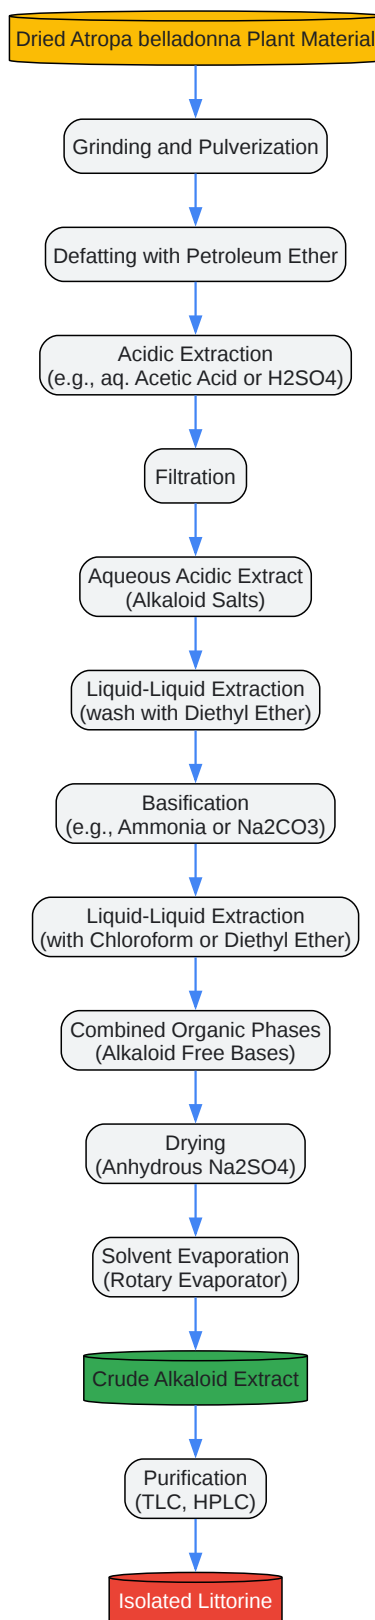 Dried Atropa belladonna Plant Material
Grinding and Pulverization
Defatting with Petroleum Ether
Acidic Extraction
(e.g., aq. Acetic Acid or H2SO4)
Filtration
Aqueous Acidic Extract
(Alkaloid Salts)
Liquid-Liquid Extraction
(wash with Diethyl Ether)
Basification
(e.g., Ammonia or Na2CO3)
Liquid-Liquid Extraction
(with Chloroform or Diethyl Ether)
Combined Organic Phases
(Alkaloid Free Bases)
Drying
(Anhydrous Na2SO4)
Solvent Evaporation
(Rotary Evaporator)
Crude Alkaloid Extract
Purification
(TLC, HPLC)
Isolated Littorine